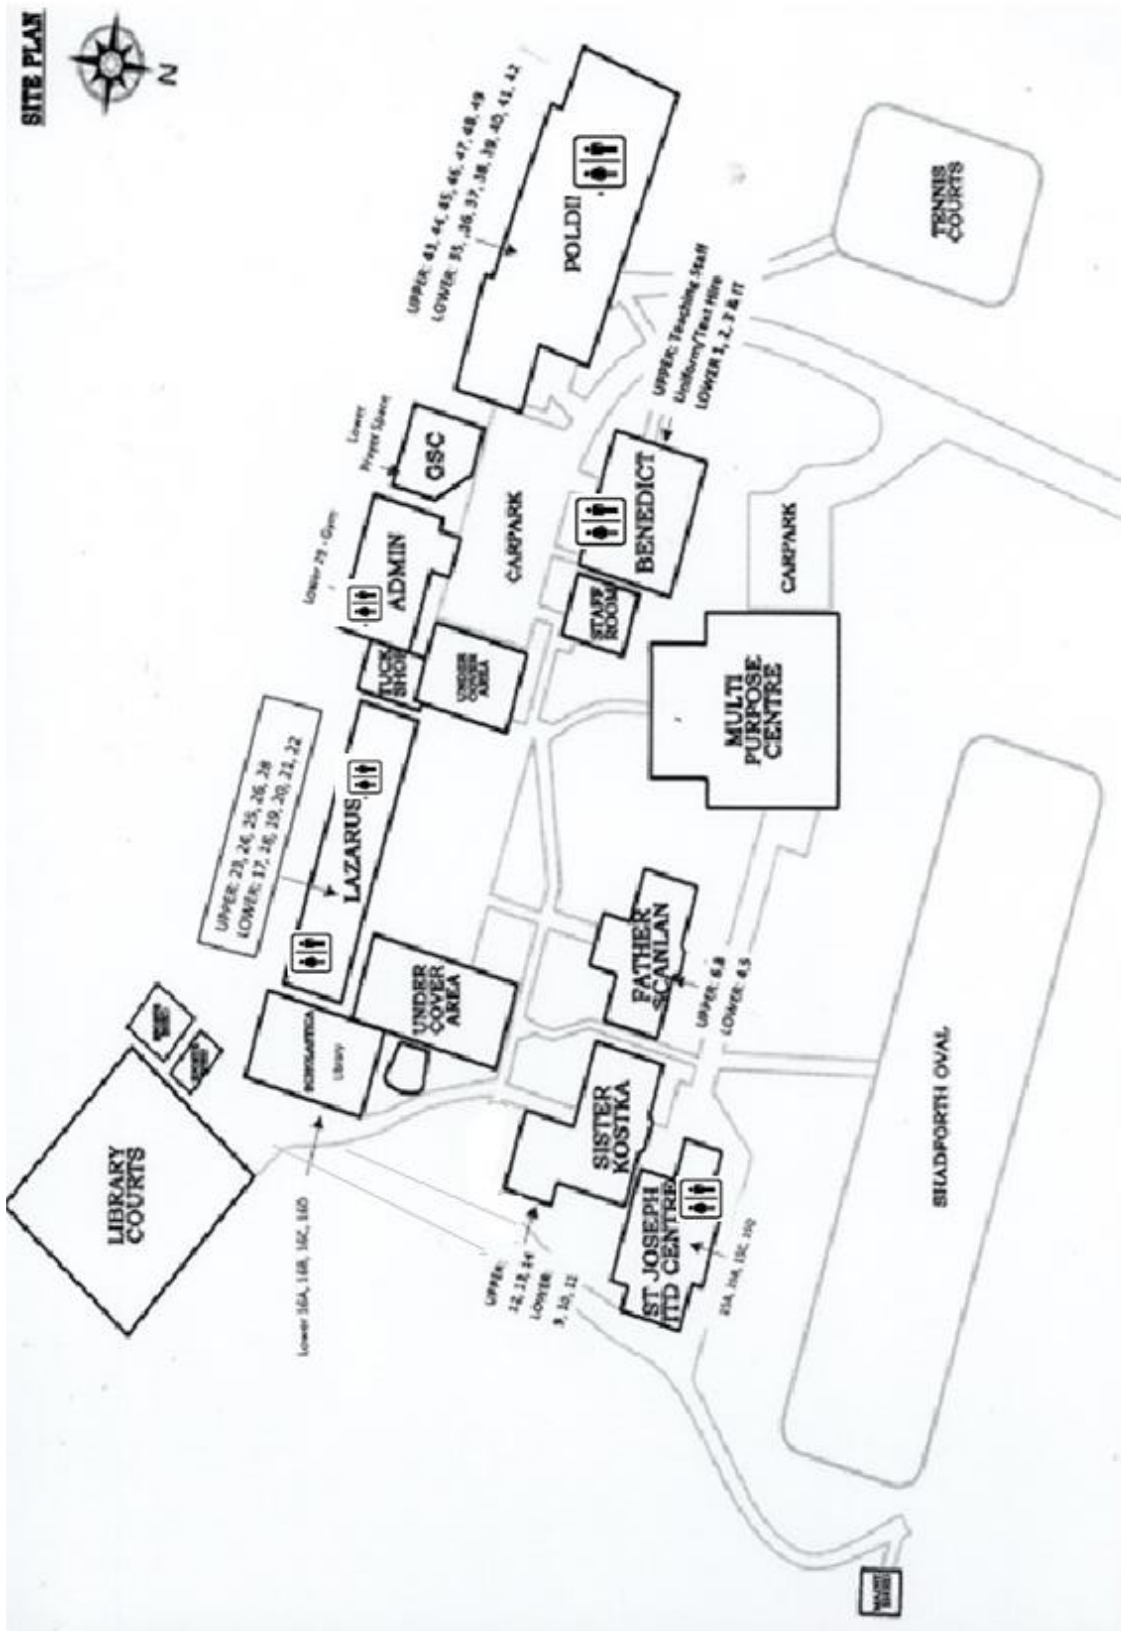 SITE PLAN
N
UPPER: 43, 44, 45, 46, 47, 48, 49
LOWER: 35, 36, 37, 38, 39, 40, 41, 42
POLDI
TENNIS
COURTS
Lower
Prayer Space
GSC
UPPER: Teaching Staff
Uniform/Text Hire
LOWER 1, 2, 3 & IT
Lower 29 - Gym
ADMIN
CARPARK
BENEDICT
CARPARK
TUCK
SHOP
UNDER
COVER
AREA
STAFF
ROOM
MULTI
PURPOSE
CENTRE
UPPER: 23, 24, 25, 26, 28
LOWER: 17, 18, 19, 20, 21, 22
LAZARUS
UNDER
COVER
AREA
FATHER
SCANLAN
UPPER: 6,8
LOWER: 4,5
SCHOLASTICA
Library
LIBRARY
COURTS
Lower 16A, 16B, 16C, 16D
SISTER
KOSTKA
UPPER:
12, 13, 14
LOWER:
9, 10, 12
ST JOSEPH
ITD CENTRE
SHADFORTH OVAL